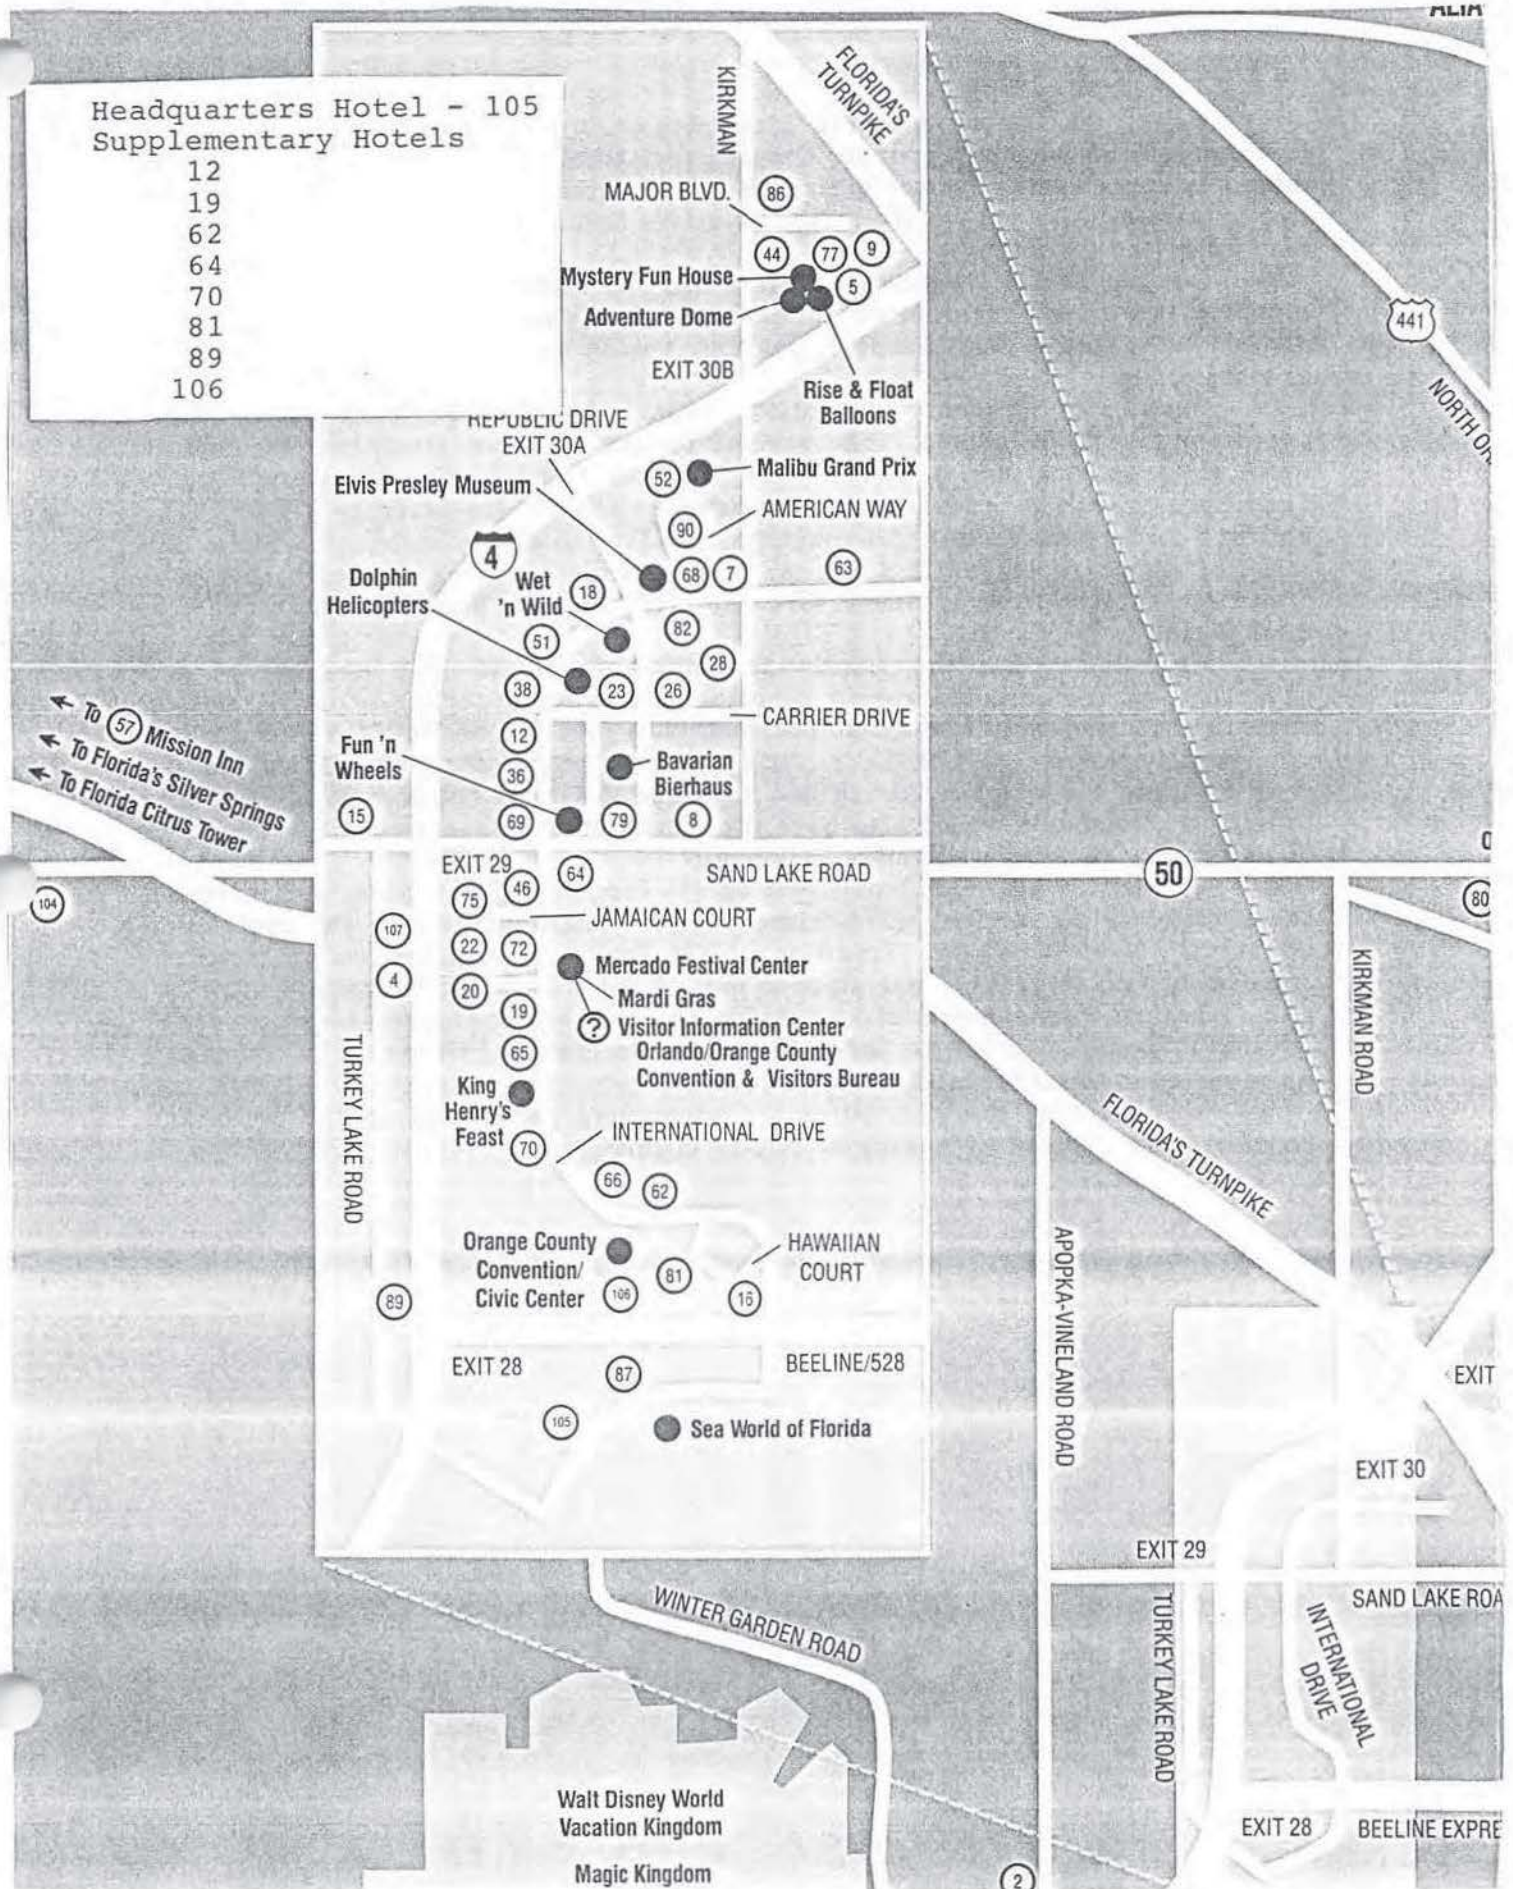 Headquarters Hotel - 105
Supplementary Hotels
12
19
62
64
70
81
89
106
KIRKMAN
FLORIDA'S
TURNPIKE
MAJOR BLVD.
86
44
77
9
Mystery Fun House
5
Adventure Dome
EXIT 30B
Rise & Float
Balloons
441
NORTH
REPUBLIC DRIVE
EXIT 30A
52
Malibu Grand Prix
Elvis Presley Museum
90
AMERICAN WAY
4
68
7
63
Dolphin
Helicopters
Wet
'n Wild
18
51
82
28
38
23
26
12
CARRIER DRIVE
To 57 Mission Inn
To Florida's Silver Springs
To Florida Citrus Tower
Fun 'n
Wheels
Bavarian
Bierhaus
36
15
69
79
8
EXIT 29
64
SAND LAKE ROAD
50
46
75
104
80
JAMAICAN COURT
107
22
72
Mercado Festival Center
4
20
Mardi Gras
19
? Visitor Information Center
Orlando/Orange County
Convention & Visitors Bureau
65
KIRKMAN ROAD
TURKEY LAKE ROAD
King
Henry's
Feast
70
INTERNATIONAL DRIVE
FLORIDA'S TURNPIKE
66
62
Orange County
Convention/
Civic Center
HAWAIIAN
COURT
81
106
16
89
APOPKA-VINELAND ROAD
EXIT 28
87
BEELINE/528
EXIT
105
Sea World of Florida
EXIT 30
EXIT 29
WINTER GARDEN ROAD
SAND LAKE ROA
TURKEY LAKE ROAD
INTERNATIONAL
DRIVE
Walt Disney World
Vacation Kingdom
Magic Kingdom
EXIT 28
BEELINE EXPRE
2